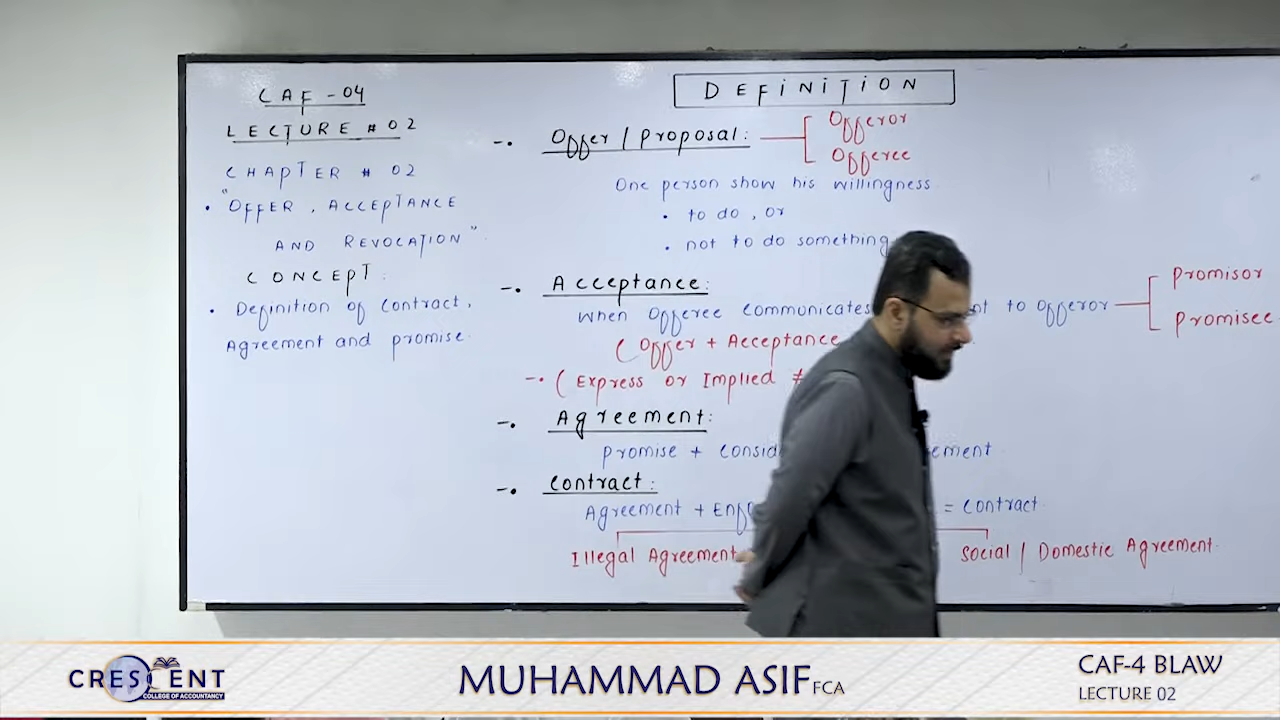 CAF - 04
LECTURE # 02
CHAPTER # 02
• "OFFER, ACCEPTANCE
AND REVOCATION"
CONCEPT:
• Definition of contract,
Agreement and promise.
DEFINITION
-• Offer / Proposal:
Offeror
Offeree
One person show his willingness
• to do, or
• not to do something
-• Acceptance:
When Offeree communicates to Offeror
Promisor
Promisee
( Offer + Acceptance
-• ( Express or Implied ≠
-• Agreement:
promise +
-• Contract:
Agreement + = Contract
Illegal Agreement
Social / Domestic Agreement.
CRESCENT
COLLEGE OF ACCOUNTANCY
MUHAMMAD ASIF FCA
CAF-4 BLAW
LECTURE 02